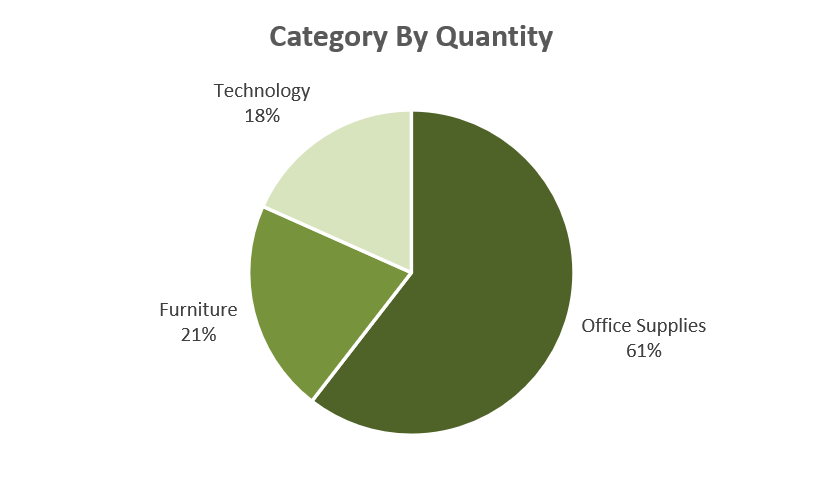 Category By Quantity
Technology
18%
Furniture
21%
Office Supplies
61%